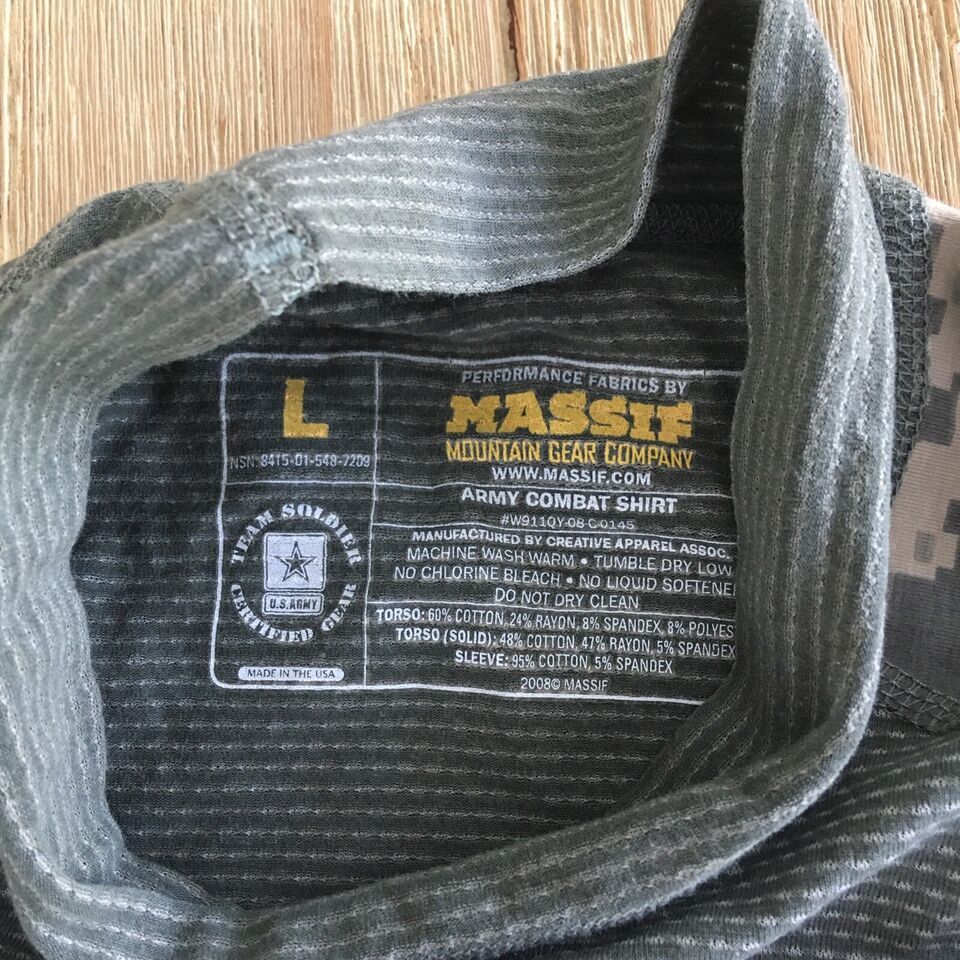 L
NSN: 8415-01-548-7209
TEAM SOLDIER
U.S. ARMY
CERTIFIED GEAR
MADE IN THE USA
PERFORMANCE FABRICS BY
MASSIF
MOUNTAIN GEAR COMPANY
WWW.MASSIF.COM
ARMY COMBAT SHIRT
#W911QY-08-C-0145
MANUFACTURED BY CREATIVE APPAREL ASSOC.
MACHINE WASH WARM • TUMBLE DRY LOW
NO CHLORINE BLEACH • NO LIQUID SOFTENE
DO NOT DRY CLEAN
TORSO: 60% COTTON, 24% RAYON, 8% SPANDEX, 8% POLYES
TORSO (SOLID): 48% COTTON, 47% RAYON, 5% SPANDEX
SLEEVE: 95% COTTON, 5% SPANDEX
2008© MASSIF